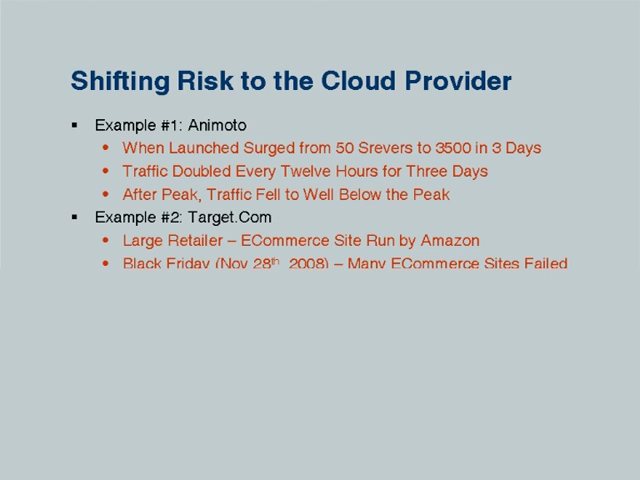 Shifting Risk to the Cloud Provider
▪ Example #1: Animoto
• When Launched Surged from 50 Srevers to 3500 in 3 Days
• Traffic Doubled Every Twelve Hours for Three Days
• After Peak, Traffic Fell to Well Below the Peak
▪ Example #2: Target.Com
• Large Retailer – ECommerce Site Run by Amazon
• Black Friday (Nov 28th, 2008) – Many ECommerce Sites Failed